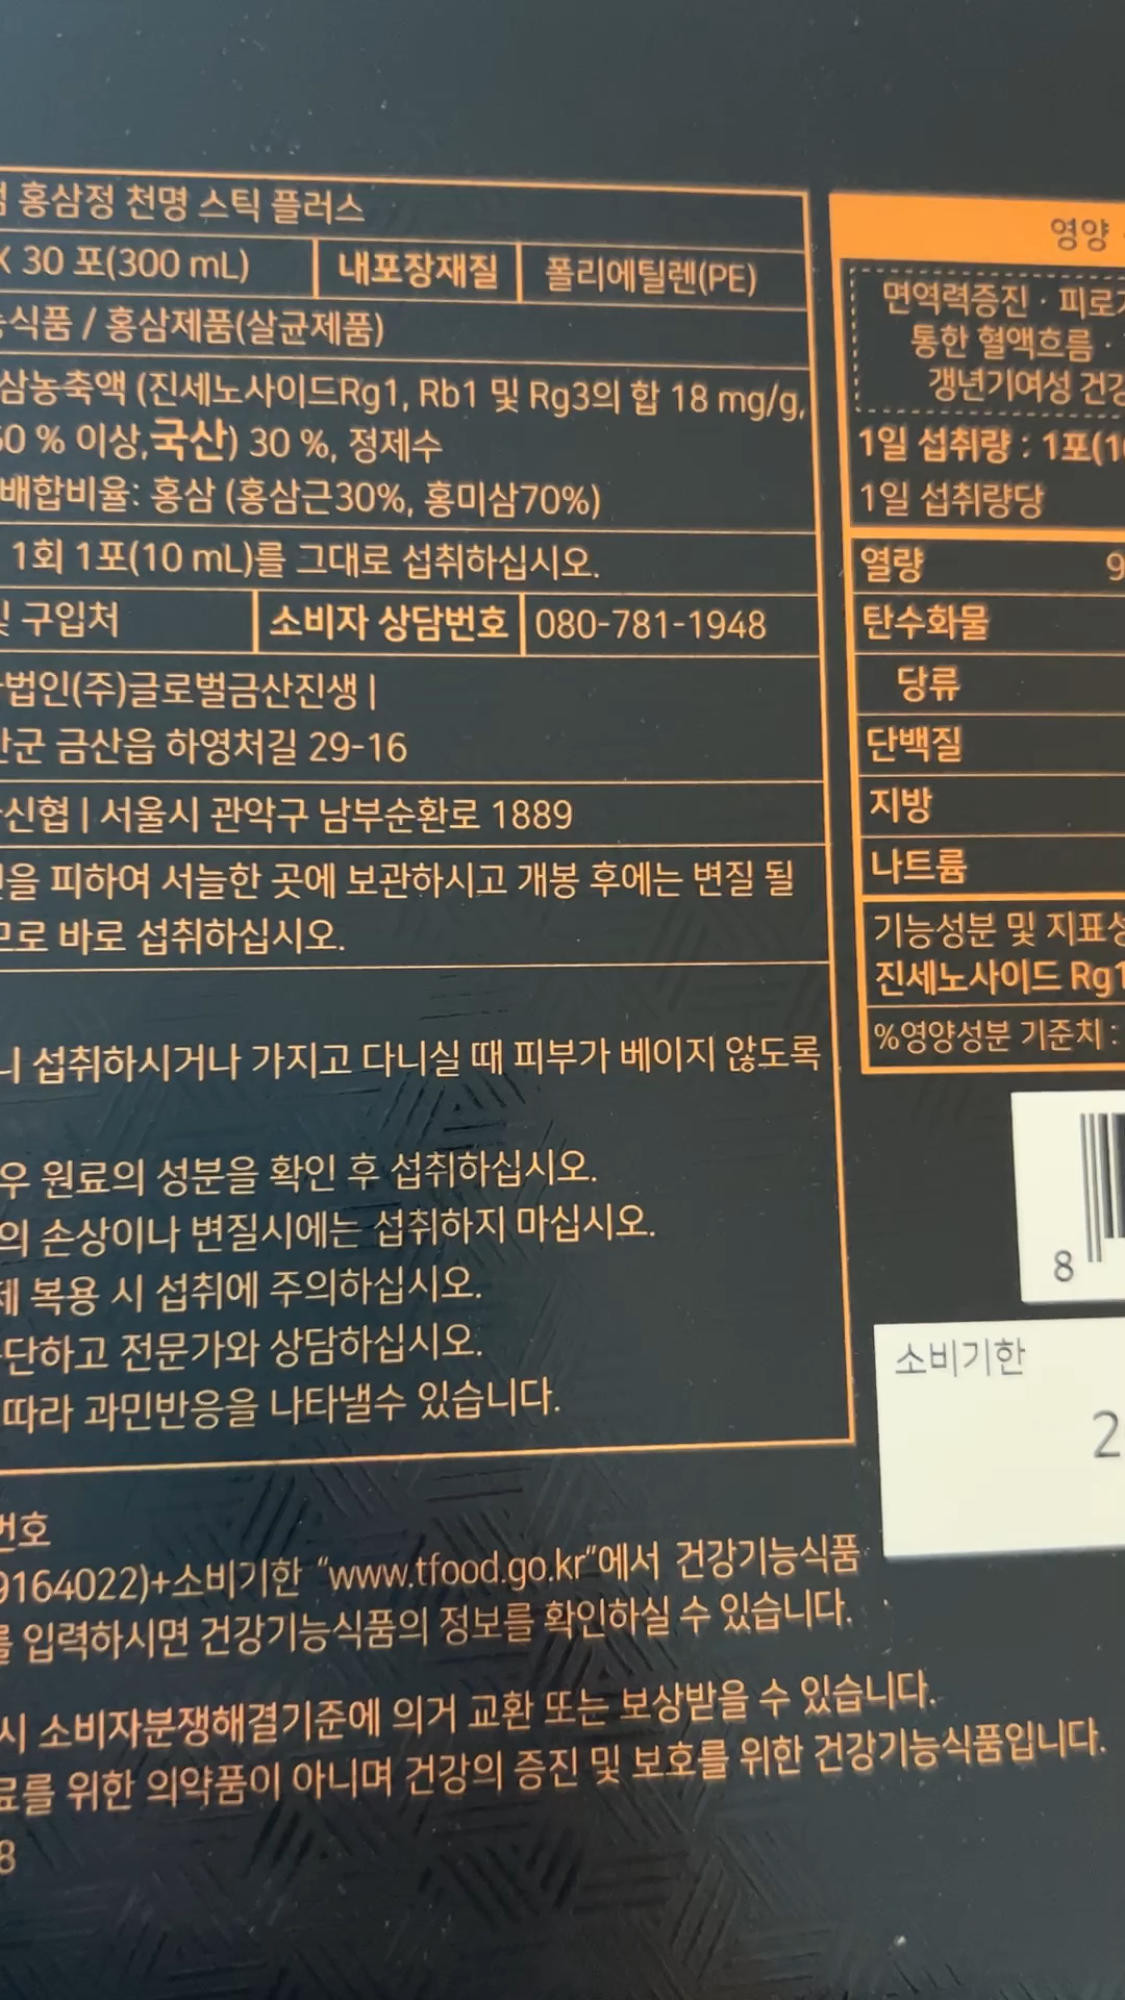 홍삼정 천명 스틱 플러스
X 30 포(300 mL)
내포장재질
폴리에틸렌(PE)
식품 / 홍삼제품(살균제품)
삼농축액 (진세노사이드Rg1, Rb1 및 Rg3의 합 18 mg/g,
0 % 이상,국산) 30 %, 정제수
배합비율: 홍삼 (홍삼근30%, 홍미삼70%)
1회 1포(10 mL)를 그대로 섭취하십시오.
및 구입처
소비자 상담번호
080-781-1948
법인(주)글로벌금산진생 |
군 금산읍 하영처길 29-16
신협 | 서울시 관악구 남부순환로 1889
을 피하여 서늘한 곳에 보관하시고 개봉 후에는 변질 될
므로 바로 섭취하십시오.
니 섭취하시거나 가지고 다니실 때 피부가 베이지 않도록
우 원료의 성분을 확인 후 섭취하십시오.
의 손상이나 변질시에는 섭취하지 마십시오.
제 복용 시 섭취에 주의하십시오.
단하고 전문가와 상담하십시오.
따라 과민반응을 나타낼수 있습니다.
번호
9164022)+소비기한 “www.tfood.go.kr”에서 건강기능식품
를 입력하시면 건강기능식품의 정보를 확인하실 수 있습니다.
시 소비자분쟁해결기준에 의거 교환 또는 보상받을 수 있습니다.
료를 위한 의약품이 아니며 건강의 증진 및 보호를 위한 건강기능식품입니다.
8
영양
면역력증진 · 피로
통한 혈액흐름 ·
갱년기여성 건강
1일 섭취량 : 1포(1
1일 섭취량당
열량 9
탄수화물
당류
단백질
지방
나트륨
기능성분 및 지표성
진세노사이드 Rg1
%영양성분 기준치 :
8
소비기한
2